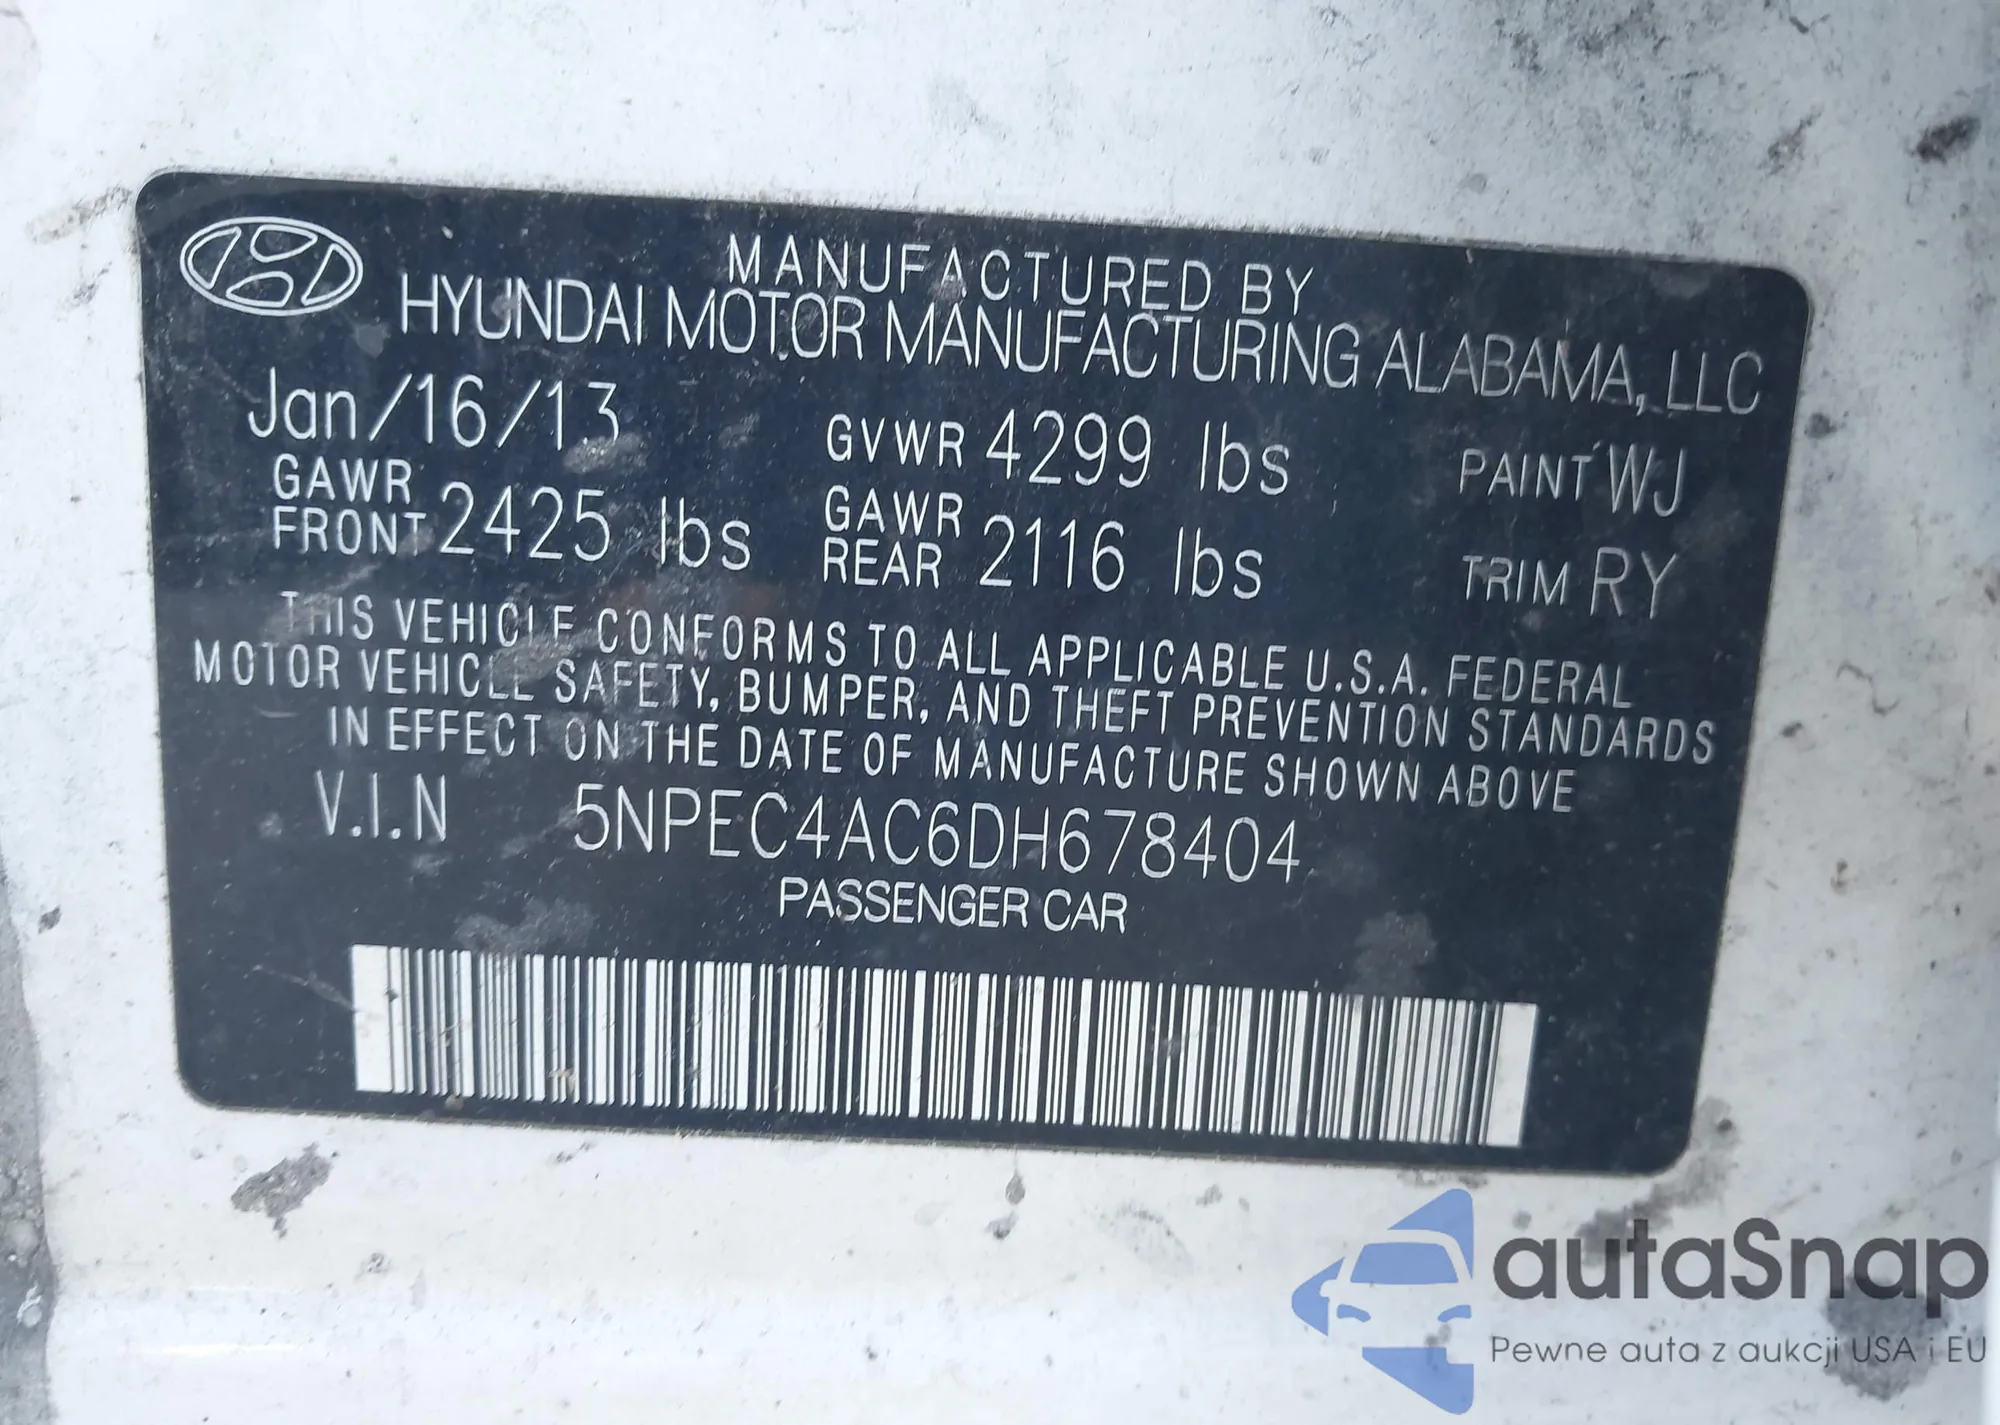 MANUFACTURED BY
HYUNDAI MOTOR MANUFACTURING ALABAMA, LLC
Jan/16/13 GVWR 4299 lbs PAINT WJ
GAWR FRONT 2425 lbs GAWR REAR 2116 lbs TRIM RY
THIS VEHICLE CONFORMS TO ALL APPLICABLE U.S.A. FEDERAL
MOTOR VEHICLE SAFETY, BUMPER, AND THEFT PREVENTION STANDARDS
IN EFFECT ON THE DATE OF MANUFACTURE SHOWN ABOVE
V.I.N 5NPEC4AC6DH678404
PASSENGER CAR
autaSnap
Pewne auta z aukcji USA i EU